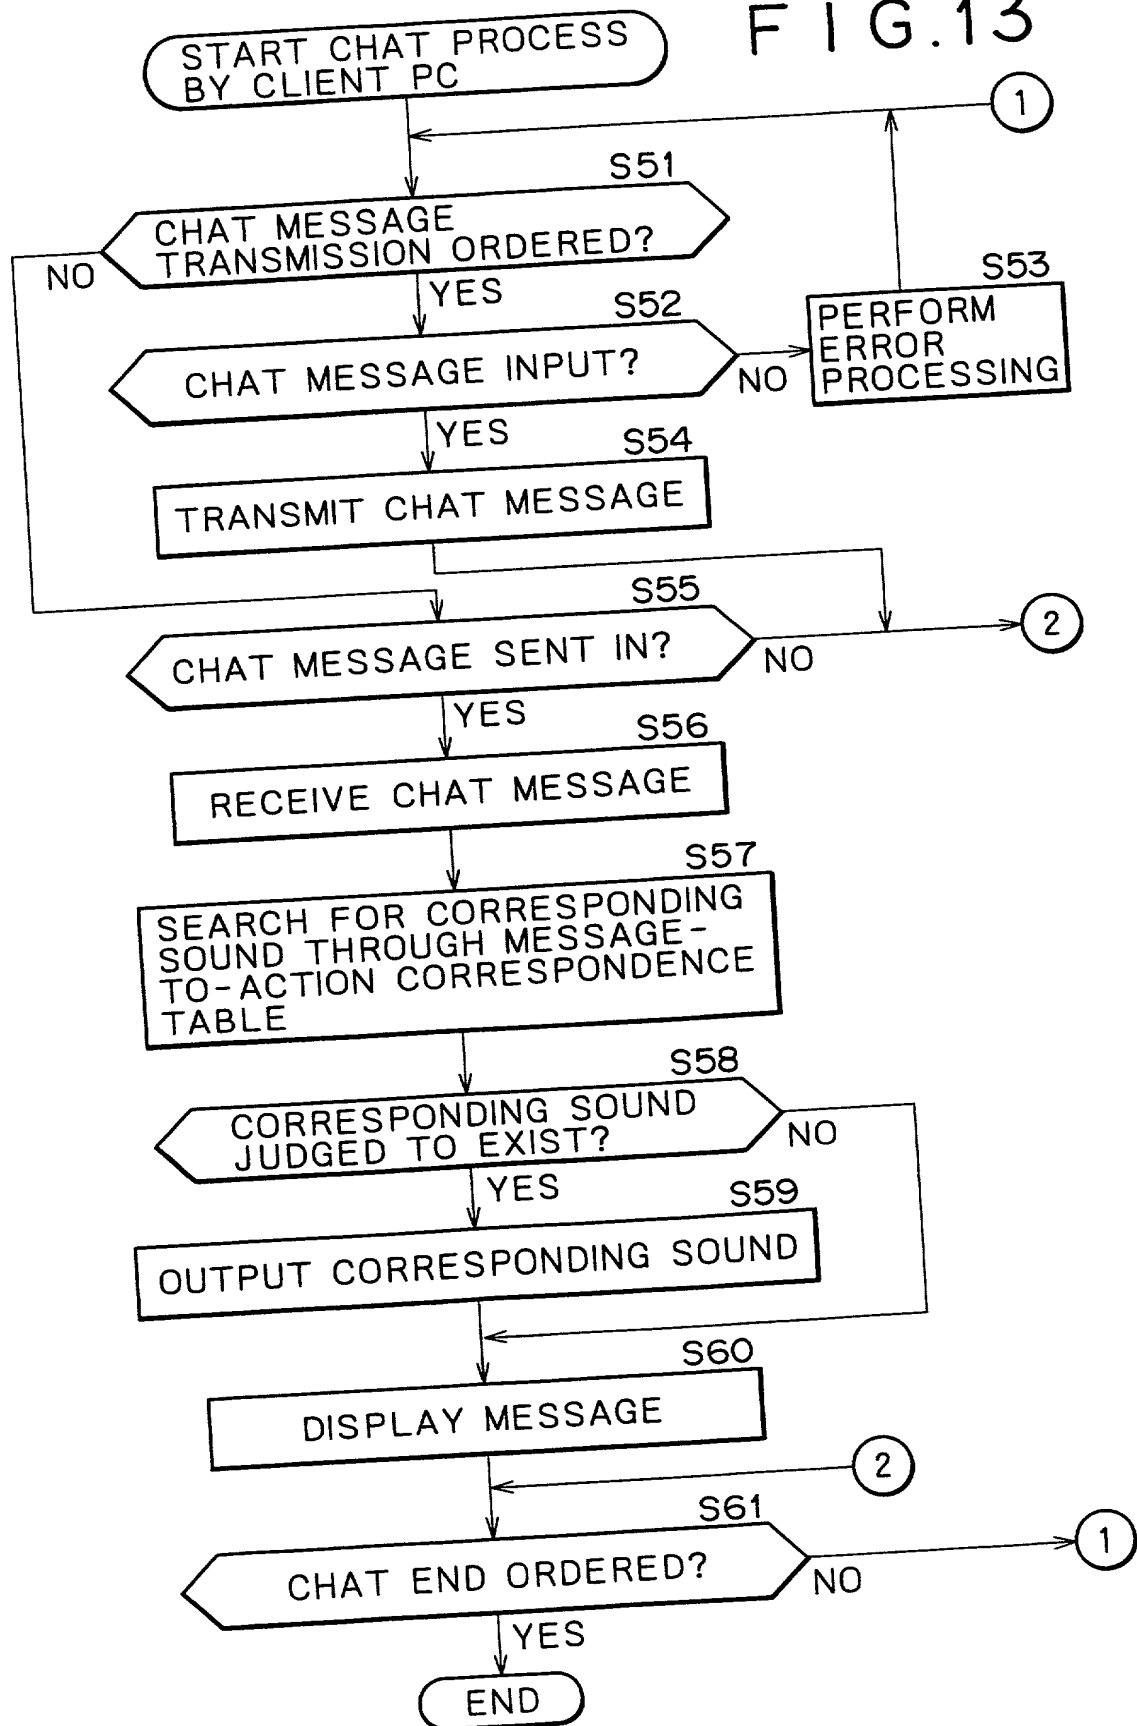 FIG.13
START CHAT PROCESS
BY CLIENT PC
1
S51
CHAT MESSAGE
TRANSMISSION ORDERED?
NO
YES
S52
CHAT MESSAGE INPUT?
NO
S53
PERFORM
ERROR
PROCESSING
YES
S54
TRANSMIT CHAT MESSAGE
S55
CHAT MESSAGE SENT IN?
NO
2
YES
S56
RECEIVE CHAT MESSAGE
S57
SEARCH FOR CORRESPONDING
SOUND THROUGH MESSAGE-
TO-ACTION CORRESPONDENCE
TABLE
S58
CORRESPONDING SOUND
JUDGED TO EXIST?
NO
YES
S59
OUTPUT CORRESPONDING SOUND
S60
DISPLAY MESSAGE
2
S61
CHAT END ORDERED?
NO
1
YES
END